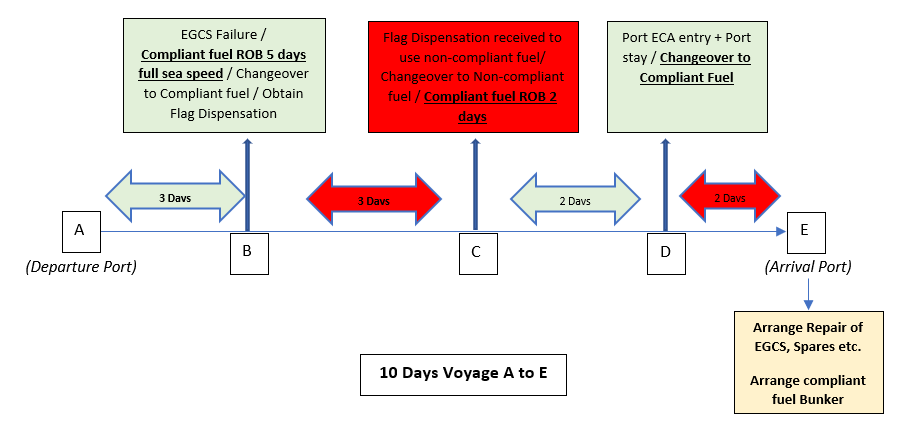 EGCS Failure /
Compliant fuel ROB 5 days
full sea speed / Changeover
to Compliant fuel / Obtain
Flag Dispensation
Flag Dispensation received to
use non-compliant fuel/
Changeover to Non-compliant
fuel / Compliant fuel ROB 2
days
Port ECA entry + Port
stay / Changeover to
Compliant Fuel
3 Days
3 Days
2 Days
2 Days
A
(Departure Port)
B
C
D
E
(Arrival Port)
Arrange Repair of
EGCS, Spares etc.
Arrange compliant
fuel Bunker
10 Days Voyage A to E